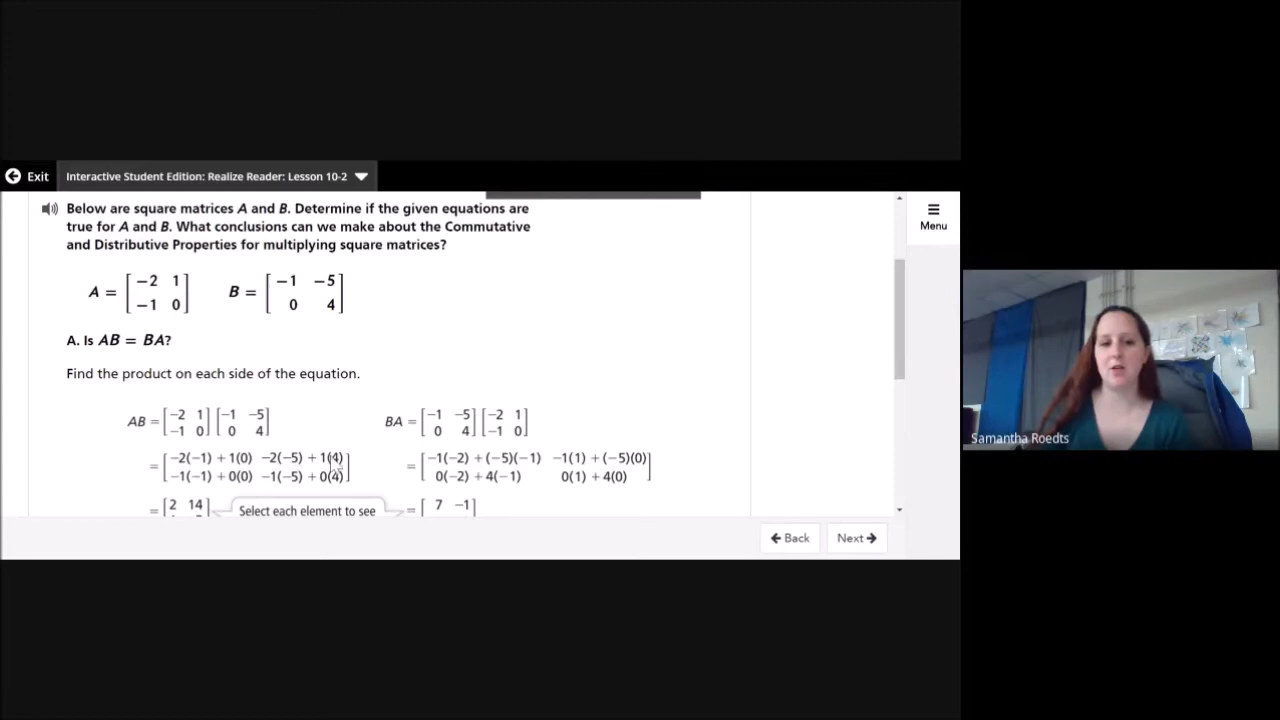 Exit
Interactive Student Edition: Realize Reader: Lesson 10-2
Menu
Below are square matrices A and B. Determine if the given equations are
true for A and B. What conclusions can we make about the Commutative
and Distributive Properties for multiplying square matrices?
A = [−2 1] B = [−1 −5]
[−1 0] [0 4]
A. Is AB = BA?
Find the product on each side of the equation.
AB = [−2 1] [−1 −5] BA = [−1 −5] [−2 1]
[−1 0] [0 4] [0 4] [−1 0]
= [−2(−1) + 1(0) −2(−5) + 1(4)] = [−1(−2) + (−5)(−1) −1(1) + (−5)(0)]
[−1(−1) + 0(0) −1(−5) + 0(4)] [0(−2) + 4(−1) 0(1) + 4(0)]
= [2 14] Select each element to see = [7 −1]
Back Next
Samantha Roedts